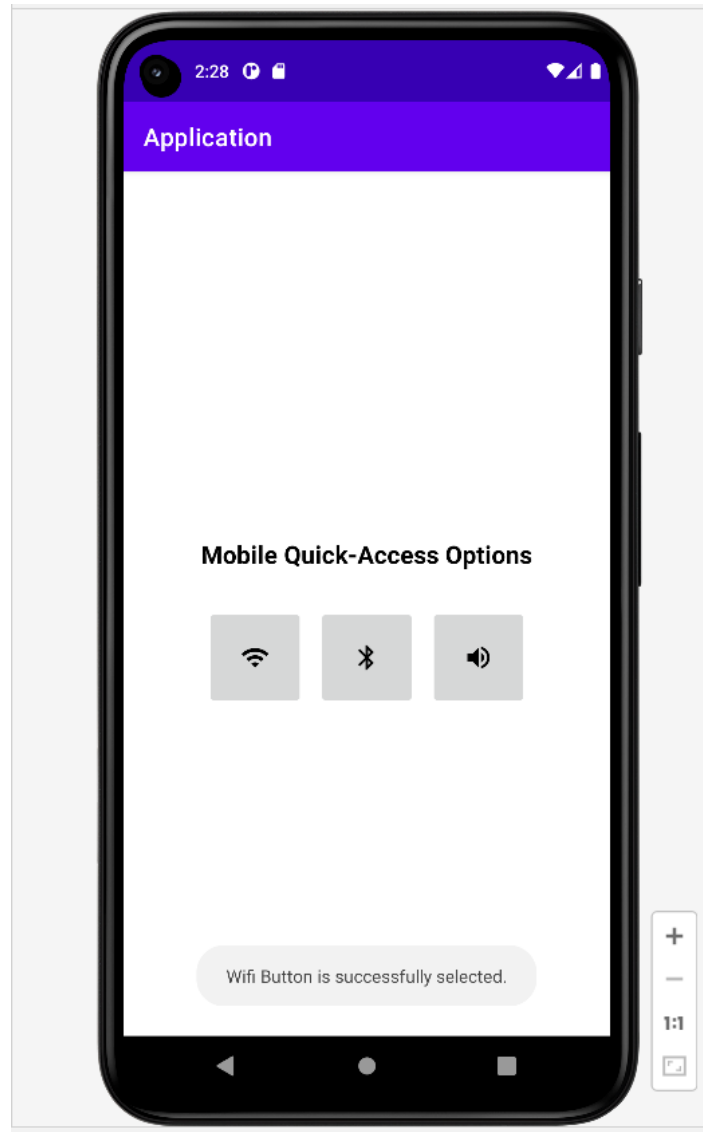 2:28
Application
Mobile Quick-Access Options
Wifi Button is successfully selected.
1:1